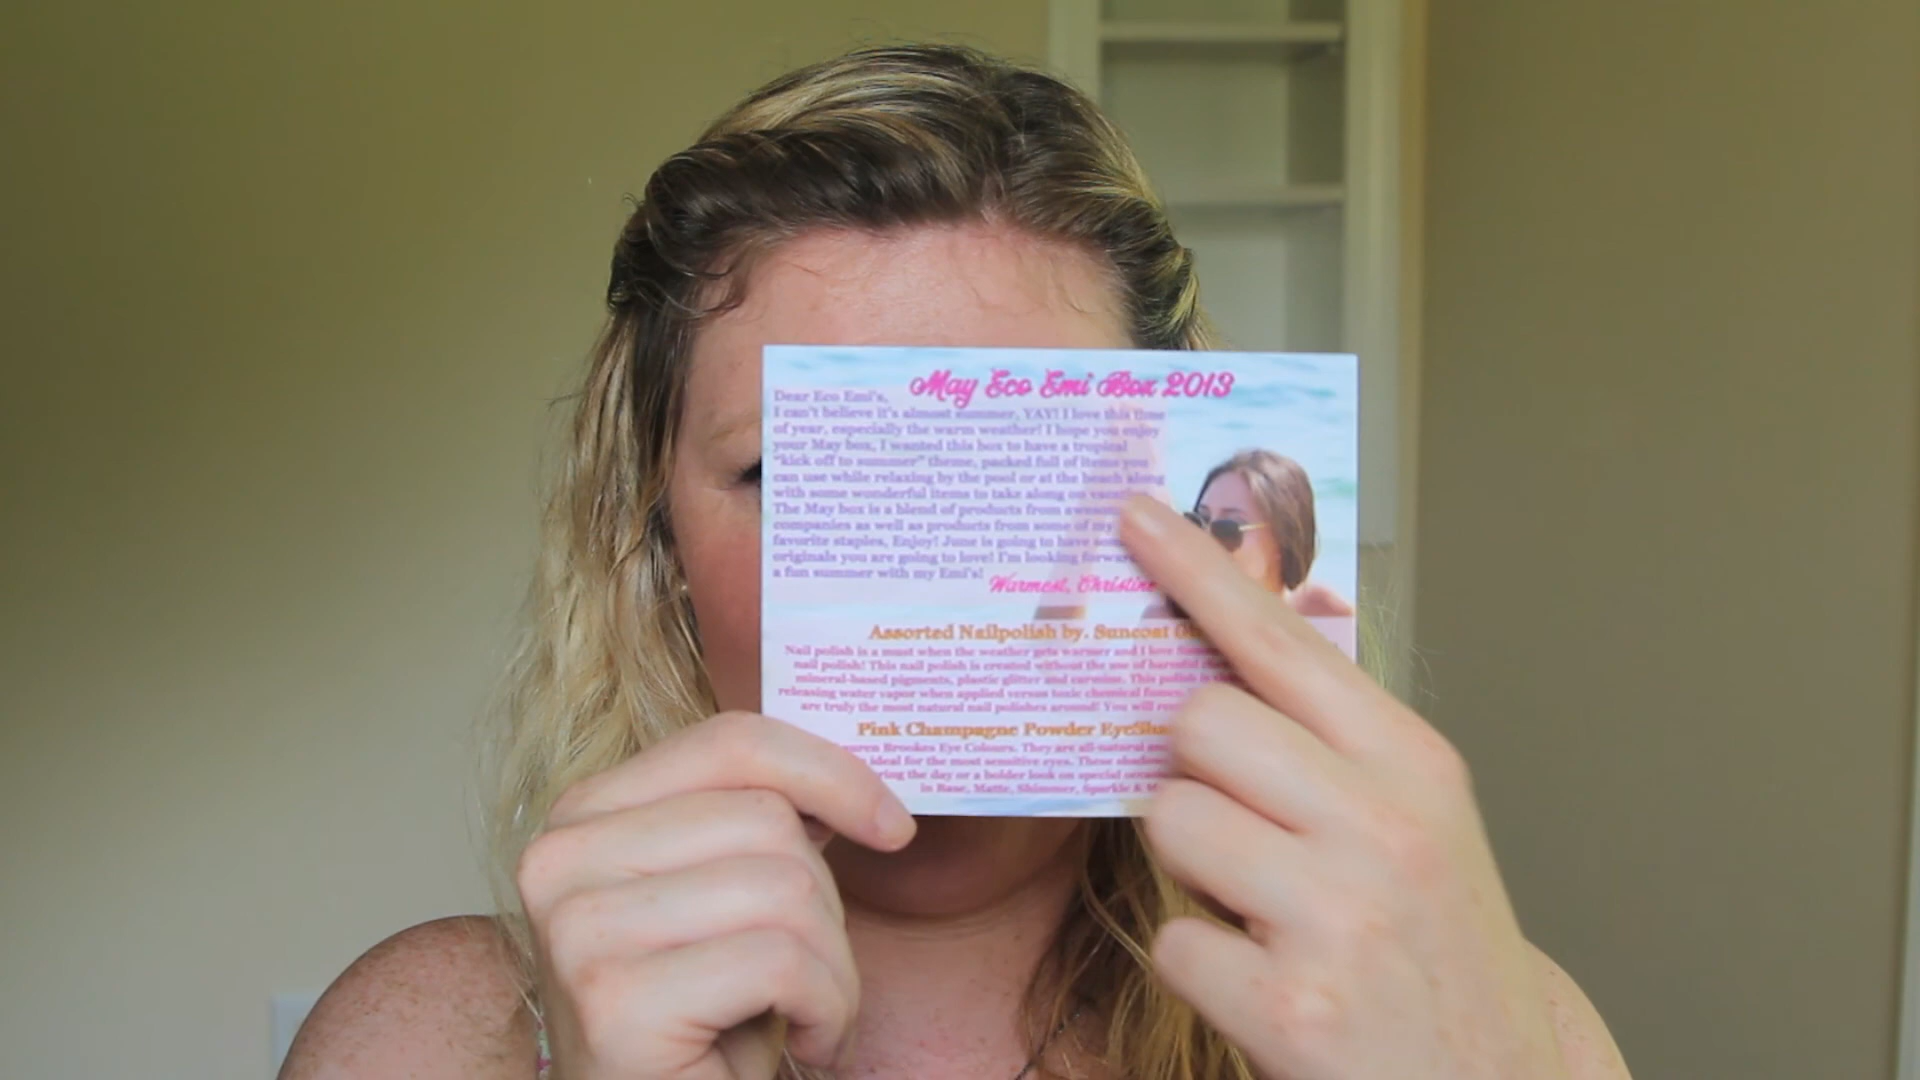 May Eco Emi Box 2013
Dear Eco Emi's,
I can't believe it's almost summer, YAY! I love this time
of year, especially the warm weather! I hope you enjoy
your May box, I wanted this box to have a tropical
"kick off to summer" theme, packed full of items you
can use while relaxing by the pool or at the beach along
with some wonderful items to take along on
The May box is a blend of products from
companies as well as products from some of my
favorite staples, Enjoy! June is going to have
originals you are going to love! I'm looking
a fun summer with my Emi's!
Warmest, Christine
Assorted Nailpolish by. Suncoat
Nail polish is a must when the weather gets warmer and I love
nail polish! This nail polish is created without the use of harmful
mineral-based pigments, plastic glitter and carmine. This polish is
releasing water vapor when applied versus toxic chemical fumes.
are truly the most natural nail polishes around! You will
Pink Champagne Powder
Brookes Eye Colours. They are all-natural
ideal for the most sensitive eyes. These
the day or a bolder look on special
in Base, Matte, Shimmer, Sparkle &